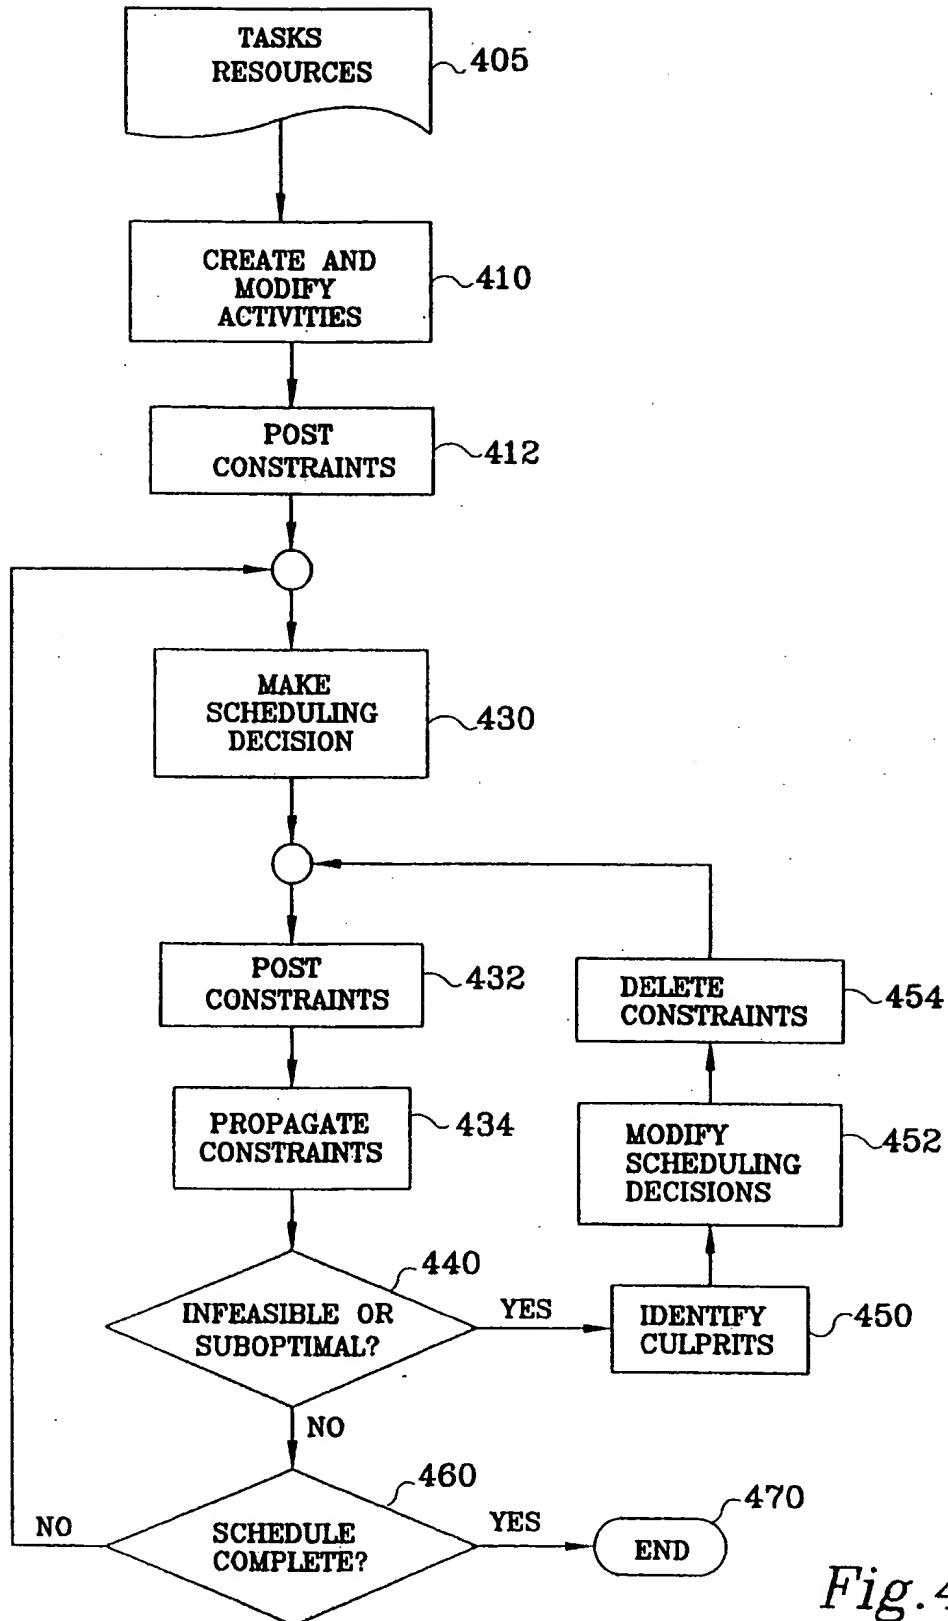 TASKS
RESOURCES
405
CREATE AND
MODIFY
ACTIVITIES
410
POST
CONSTRAINTS
412
MAKE
SCHEDULING
DECISION
430
POST
CONSTRAINTS
432
DELETE
CONSTRAINTS
454
PROPAGATE
CONSTRAINTS
434
MODIFY
SCHEDULING
DECISIONS
452
440
INFEASIBLE OR
SUBOPTIMAL?
YES
IDENTIFY
CULPRITS
450
NO
460
NO
SCHEDULE
COMPLETE?
YES
END
470
Fig.4